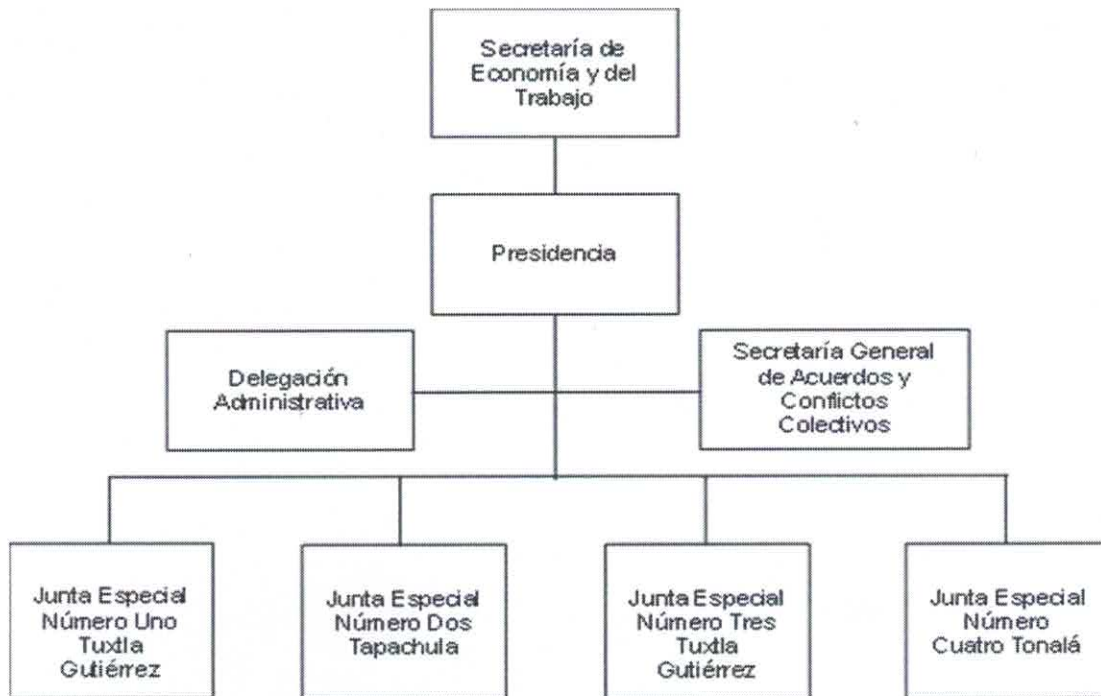 Secretaría de
Economía y del
Trabajo
Presidencia
Delegación
Administrativa
Secretaría General
de Acuerdos y
Conflictos
Colectivos
Junta Especial
Número Uno
Tuxtla
Gutiérrez
Junta Especial
Número Dos
Tapachula
Junta Especial
Número Tres
Tuxtla
Gutiérrez
Junta Especial
Número
Cuatro Tonalá